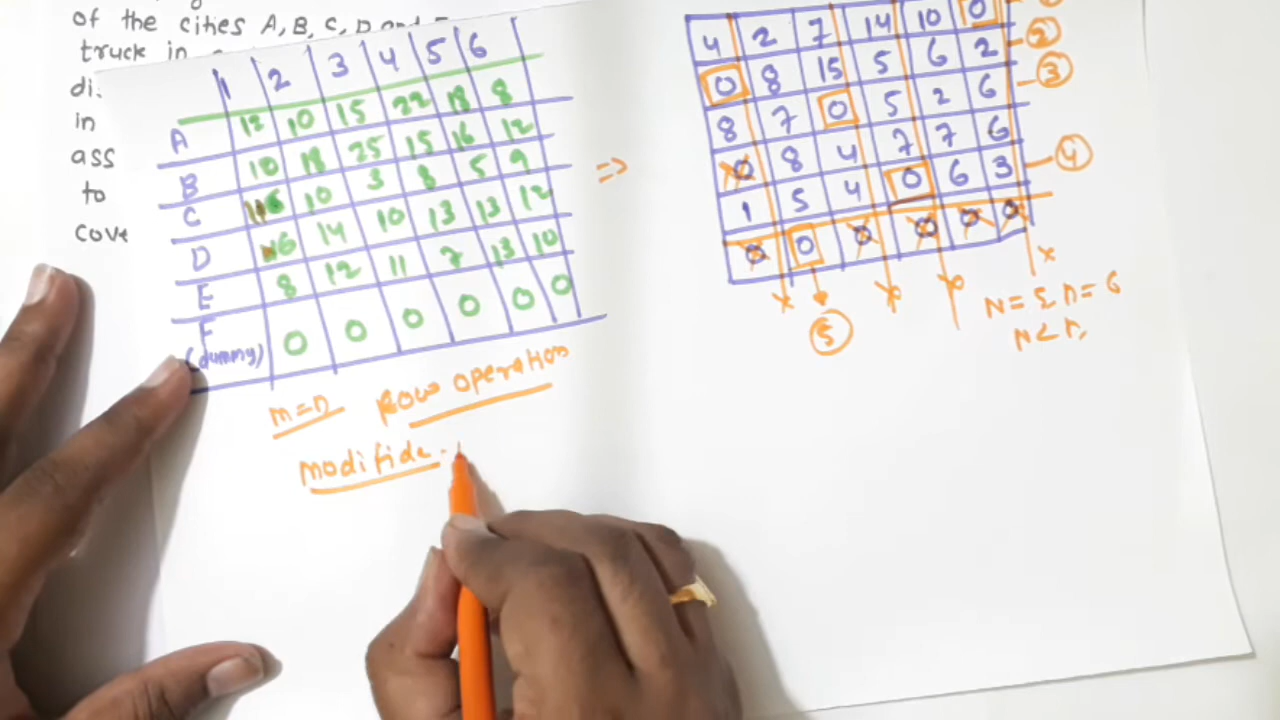 of the cities A, B, C, D and
truck in
di
in
ass
to
cove
1 2 3 4 5 6
A 12 10 15 22 18 8
B 10 18 25 15 16 12
C 16 10 3 8 5 9
D 16 14 10 13 13 12
E 8 12 11 7 13 10
F (dummy) 0 0 0 0 0 0
m=n Row operation
modifide.
⇒
4 2 7 14 10 0
0 8 15 5 6 2 ②
8 7 0 5 2 6 ③
0 8 4 7 7 6
1 5 4 0 6 3 ④
0 0 0 0 0 0
⑤
N=5 n=6
N<n,